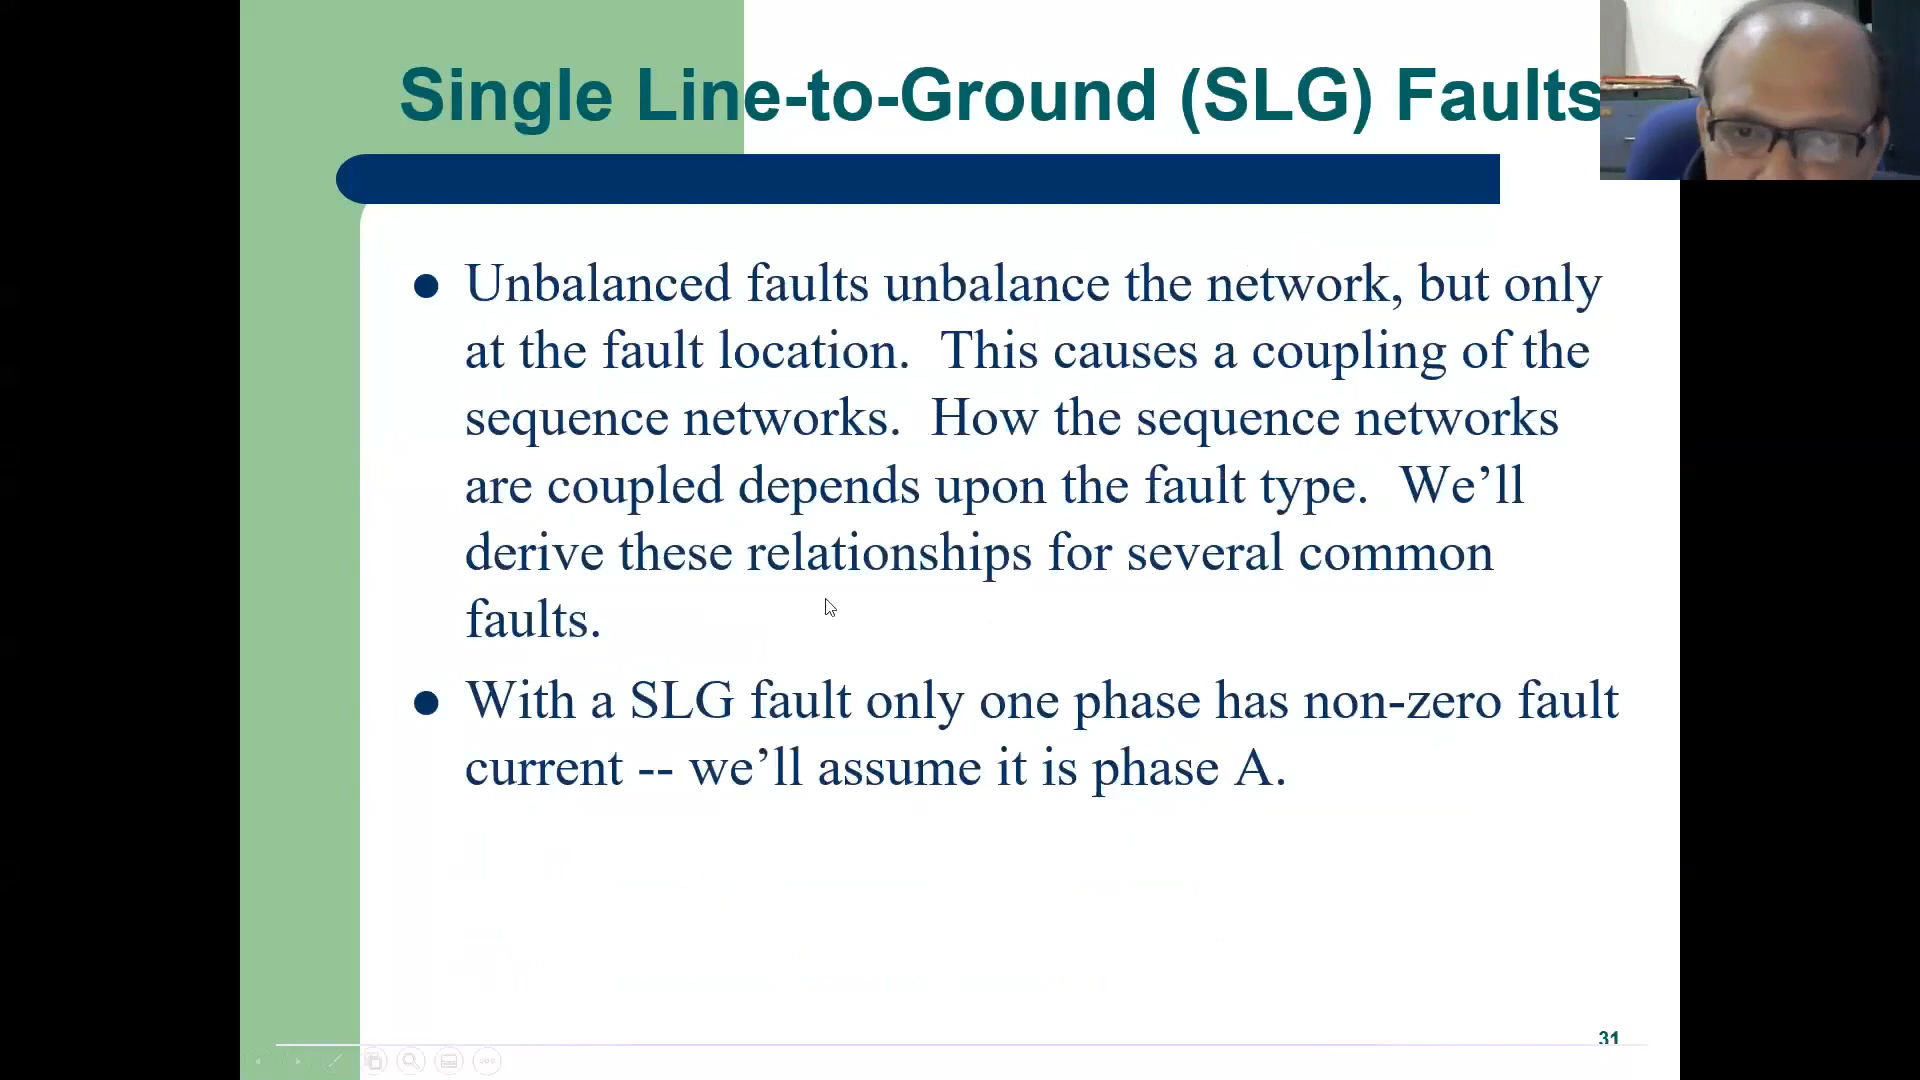 Single Line-to-Ground (SLG) Faults
● Unbalanced faults unbalance the network, but only
at the fault location.  This causes a coupling of the
sequence networks.  How the sequence networks
are coupled depends upon the fault type.  We’ll
derive these relationships for several common
faults.
● With a SLG fault only one phase has non-zero fault
current -- we’ll assume it is phase A.
31